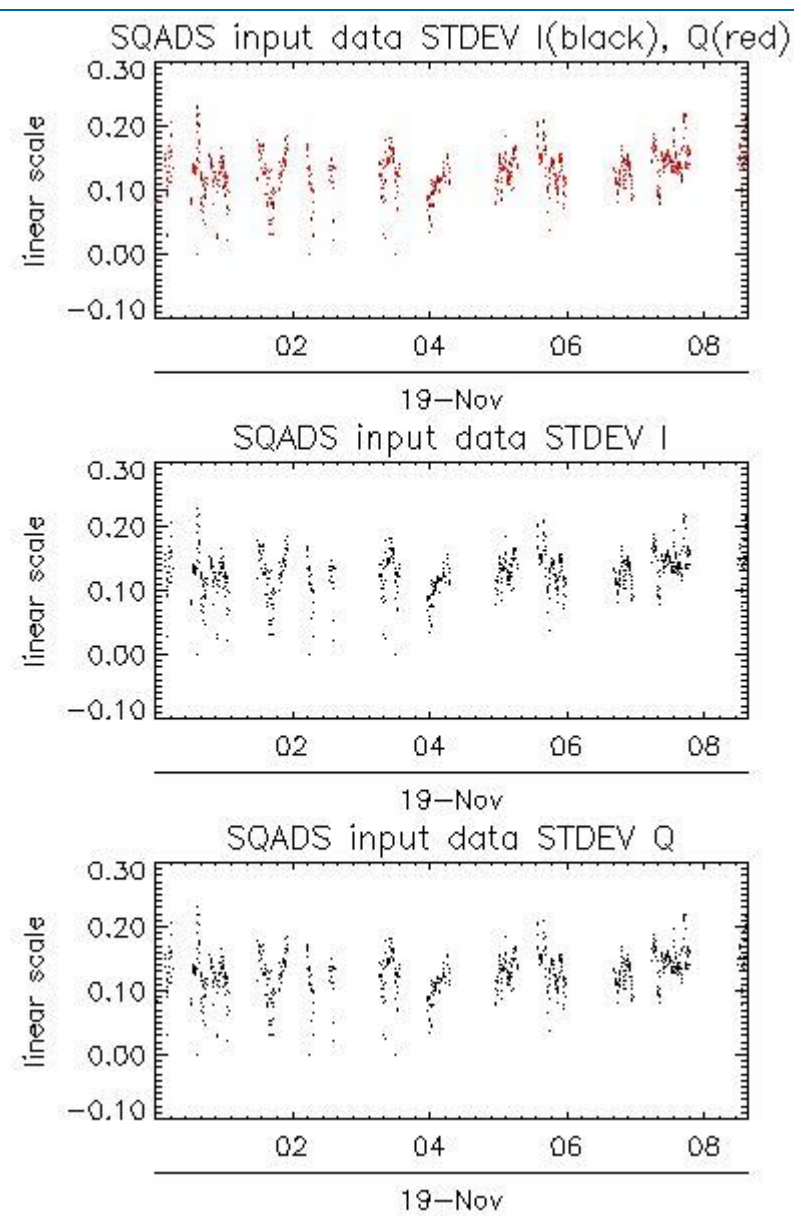 SQADS input data STDEV I(black), Q(red)
0.30
0.20
0.10
0.00
-0.10
linear scale
02 04 06 08
19-Nov
SQADS input data STDEV I
0.30
0.20
0.10
0.00
-0.10
linear scale
02 04 06 08
19-Nov
SQADS input data STDEV Q
0.30
0.20
0.10
0.00
-0.10
linear scale
02 04 06 08
19-Nov